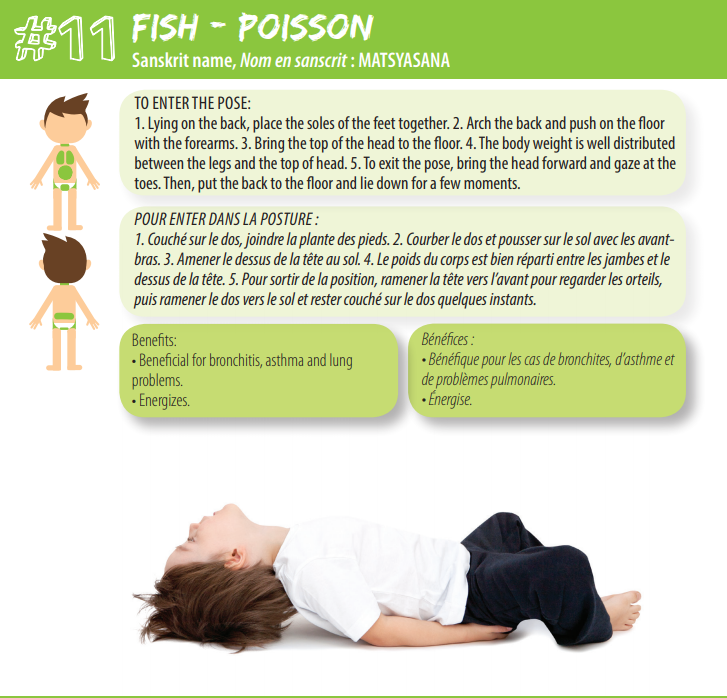 #11 FISH - POISSON
Sanskrit name, Nom en sanscrit : MATSYASANA
TO ENTER THE POSE:
1. Lying on the back, place the soles of the feet together. 2. Arch the back and push on the floor
with the forearms. 3. Bring the top of the head to the floor. 4. The body weight is well distributed
between the legs and the top of head. 5. To exit the pose, bring the head forward and gaze at the
toes. Then, put the back to the floor and lie down for a few moments.
POUR ENTER DANS LA POSTURE :
1. Couché sur le dos, joindre la plante des pieds. 2. Courber le dos et pousser sur le sol avec les avant-
bras. 3. Amener le dessus de la tête au sol. 4. Le poids du corps est bien réparti entre les jambes et le
dessus de la tête. 5. Pour sortir de la position, ramener la tête vers l'avant pour regarder les orteils,
puis ramener le dos vers le sol et rester couché sur le dos quelques instants.
Benefits:
• Beneficial for bronchitis, asthma and lung
problems.
• Energizes.
Bénéfices :
• Bénéfique pour les cas de bronchites, d'asthme et
de problèmes pulmonaires.
• Énergise.